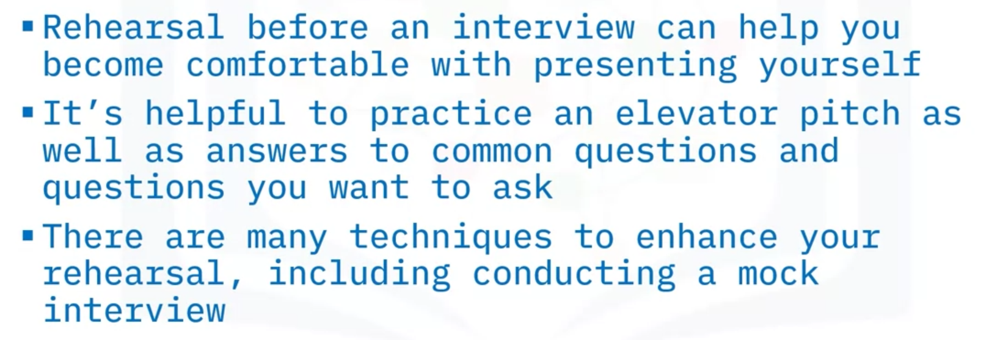 ▪ Rehearsal before an interview can help you
become comfortable with presenting yourself
▪ It’s helpful to practice an elevator pitch as
well as answers to common questions and
questions you want to ask
▪ There are many techniques to enhance your
rehearsal, including conducting a mock
interview